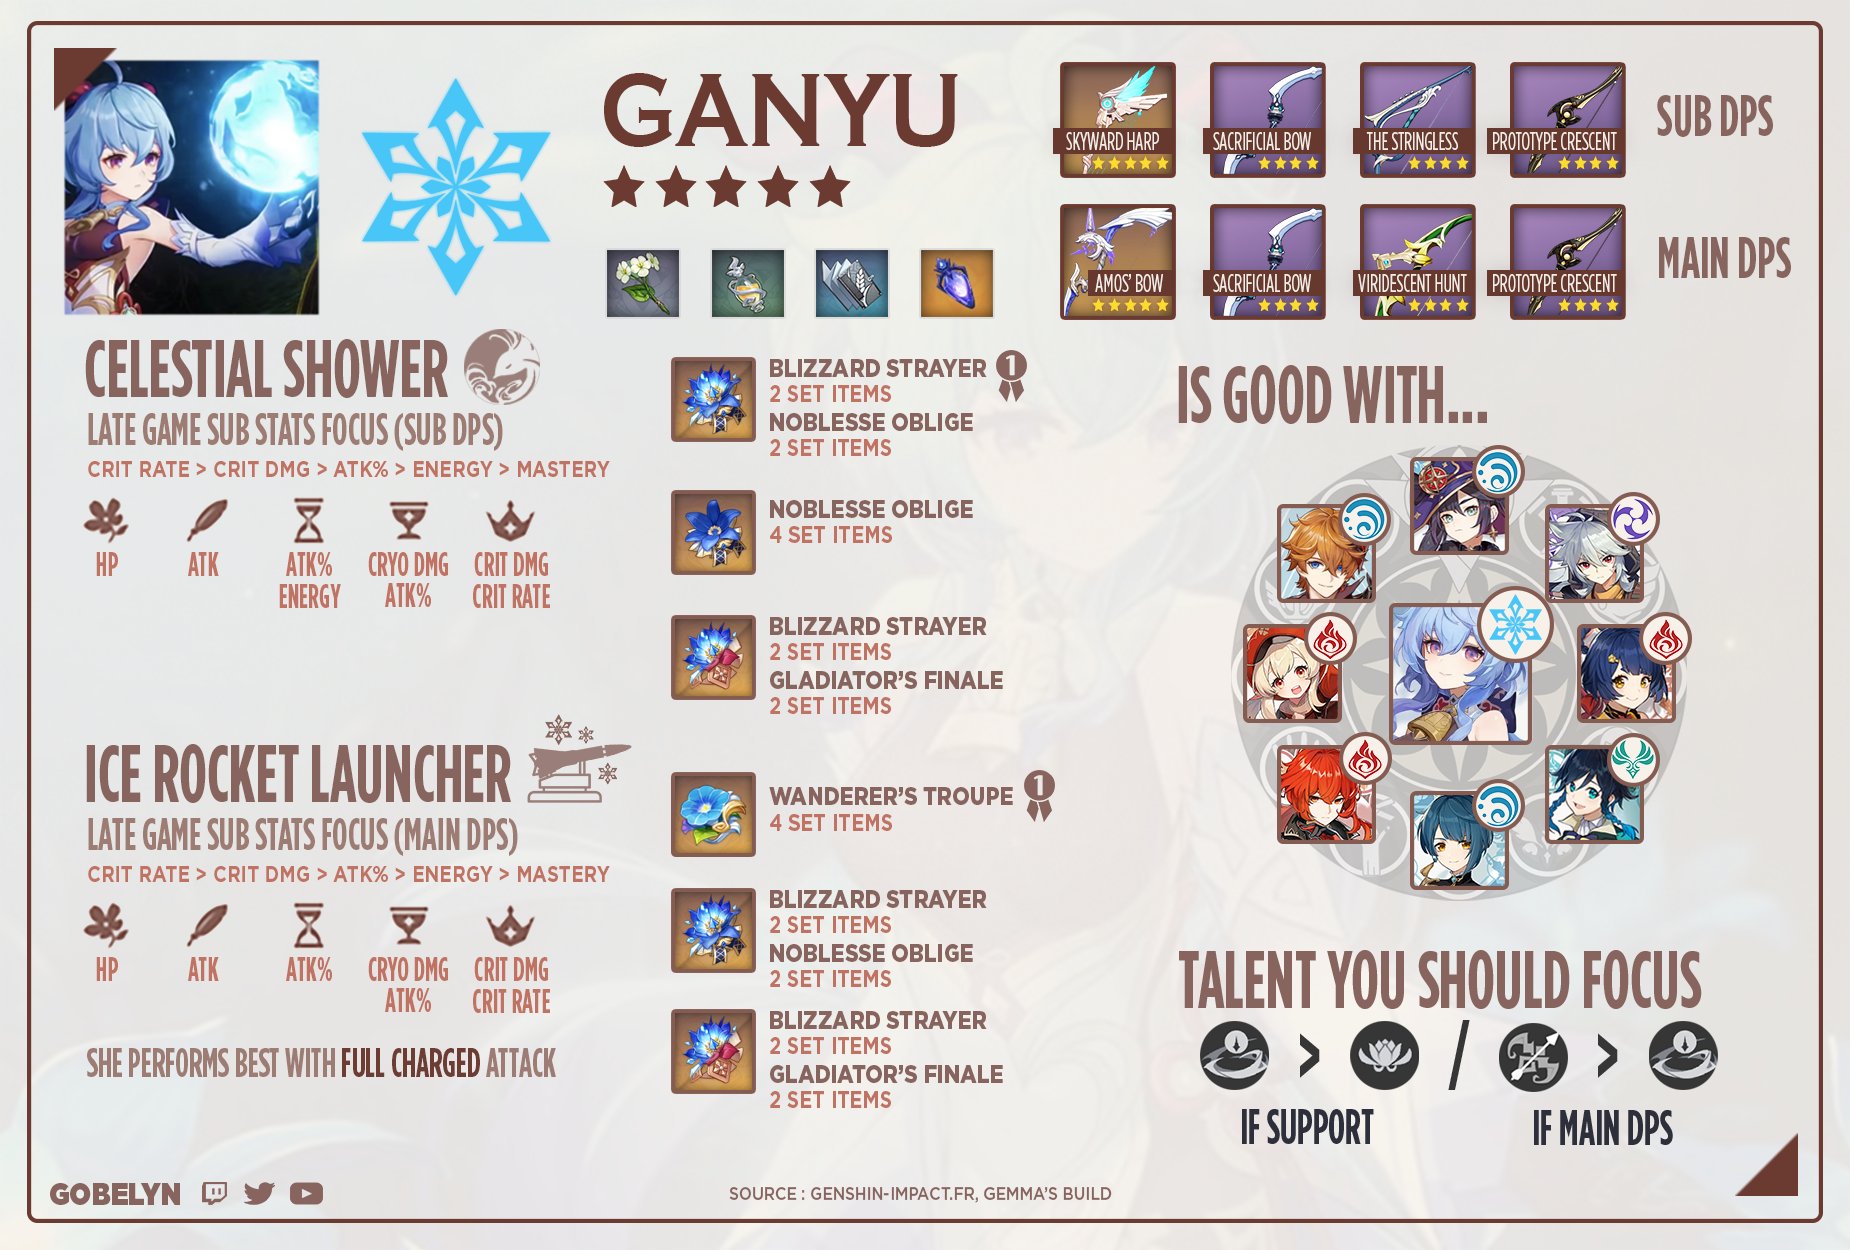 GANYU
SKYWARD HARP
SACRIFICIAL BOW
THE STRINGLESS
PROTOTYPE CRESCENT
SUB DPS
AMOS' BOW
SACRIFICIAL BOW
VIRIDESCENT HUNT
PROTOTYPE CRESCENT
MAIN DPS
CELESTIAL SHOWER
LATE GAME SUB STATS FOCUS (SUB DPS)
CRIT RATE > CRIT DMG > ATK% > ENERGY > MASTERY
HP
ATK
ATK%
ENERGY
CRYO DMG
ATK%
CRIT DMG
CRIT RATE
BLIZZARD STRAYER 1
2 SET ITEMS
NOBLESSE OBLIGE
2 SET ITEMS
NOBLESSE OBLIGE
4 SET ITEMS
BLIZZARD STRAYER
2 SET ITEMS
GLADIATOR'S FINALE
2 SET ITEMS
ICE ROCKET LAUNCHER
LATE GAME SUB STATS FOCUS (MAIN DPS)
CRIT RATE > CRIT DMG > ATK% > ENERGY > MASTERY
HP
ATK
ATK%
CRYO DMG
ATK%
CRIT DMG
CRIT RATE
SHE PERFORMS BEST WITH FULL CHARGED ATTACK
WANDERER'S TROUPE 1
4 SET ITEMS
BLIZZARD STRAYER
2 SET ITEMS
NOBLESSE OBLIGE
2 SET ITEMS
BLIZZARD STRAYER
2 SET ITEMS
GLADIATOR'S FINALE
2 SET ITEMS
IS GOOD WITH...
TALENT YOU SHOULD FOCUS
> / >
IF SUPPORT
IF MAIN DPS
GOBELYN
SOURCE : GENSHIN-IMPACT.FR, GEMMA'S BUILD